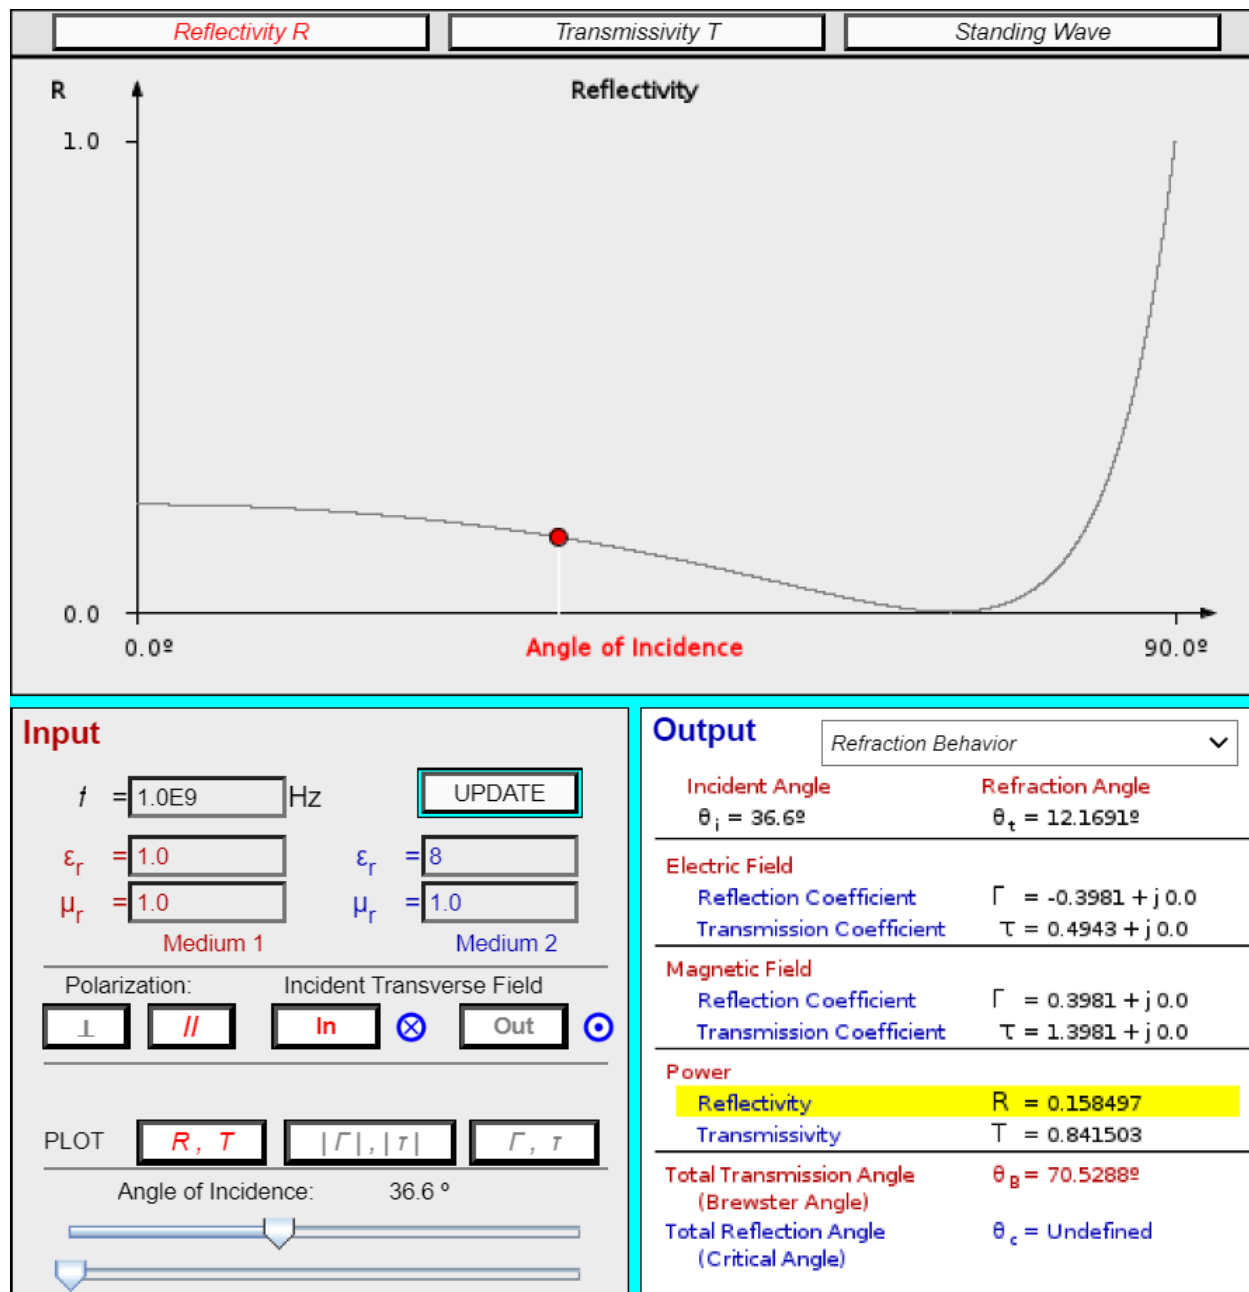 Reflectivity R Transmissivity T Standing Wave
R Reflectivity
1.0
0.0
0.0º Angle of Incidence 90.0º
Input
f = 1.0E9 Hz UPDATE
εr = 1.0 εr = 8
μr = 1.0 μr = 1.0
Medium 1 Medium 2
Polarization: Incident Transverse Field
⊥ // In ⊗ Out ⊙
PLOT R , T |Γ| , |τ| Γ , τ
Angle of Incidence: 36.6 º
Output Refraction Behavior
Incident Angle Refraction Angle
θi = 36.6º θt = 12.1691º
Electric Field
Reflection Coefficient Γ = -0.3981 + j 0.0
Transmission Coefficient τ = 0.4943 + j 0.0
Magnetic Field
Reflection Coefficient Γ = 0.3981 + j 0.0
Transmission Coefficient τ = 1.3981 + j 0.0
Power
Reflectivity R = 0.158497
Transmissivity T = 0.841503
Total Transmission Angle θB = 70.5288º
(Brewster Angle)
Total Reflection Angle θc = Undefined
(Critical Angle)